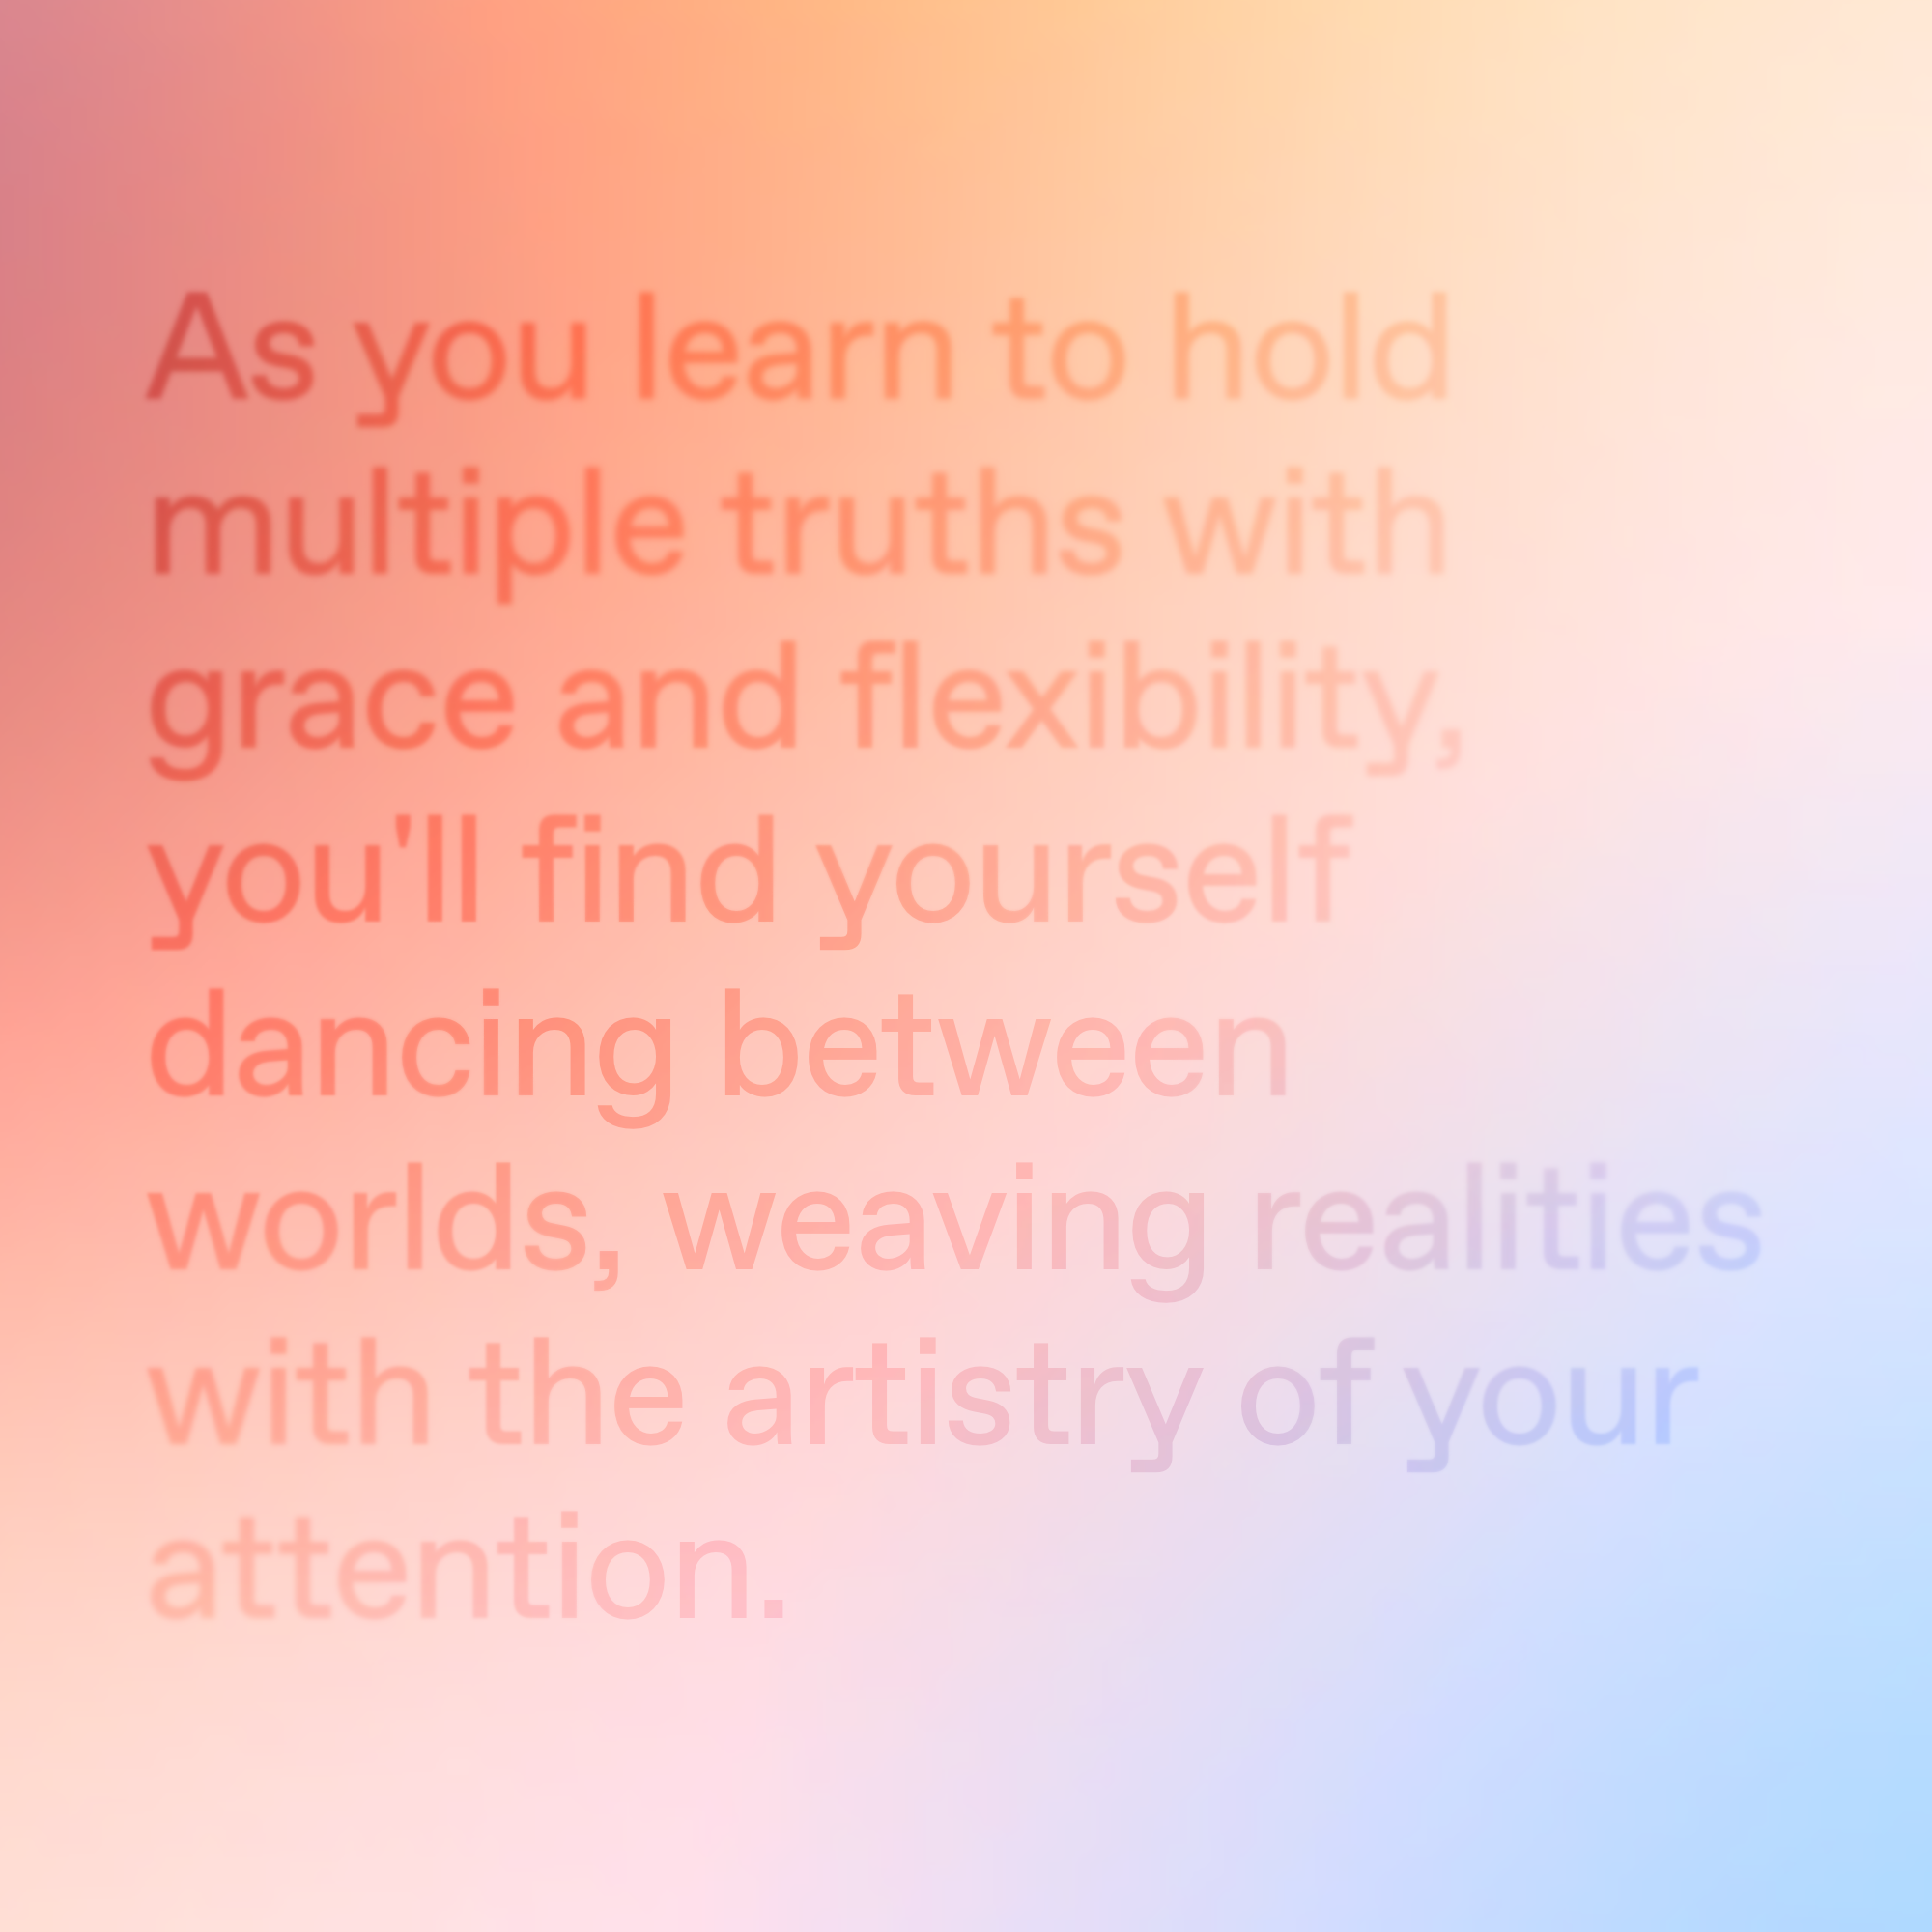 As you learn to hold
multiple truths with
grace and flexibility,
you'll find yourself
dancing between
worlds, weaving realities
with the artistry of your
attention.